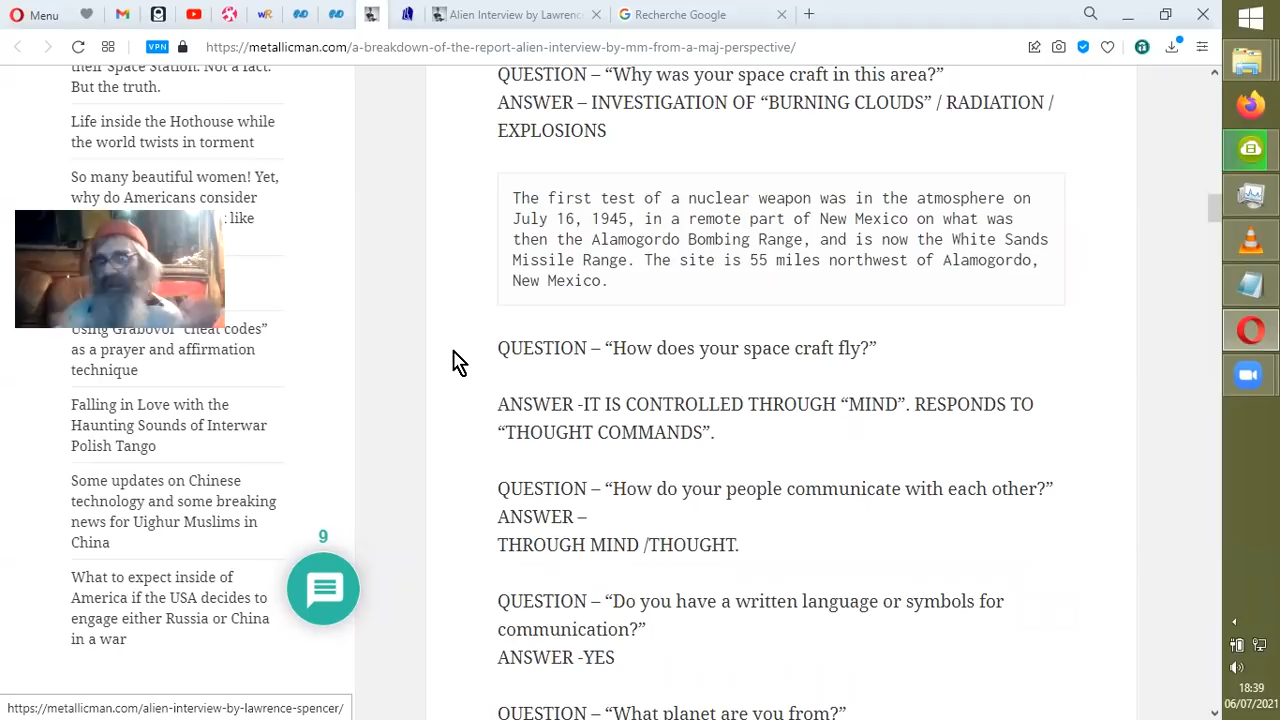 Menu
Alien Interview by Lawrence
Recherche Google
VPN
https://metallicman.com/a-breakdown-of-the-report-alien-interview-by-mm-from-a-maj-perspective/
their Space Station. Not a fact.
But the truth.
Life inside the Hothouse while
the world twists in torment
So many beautiful women! Yet,
why do Americans consider
like
Using Grabovoi “cheat codes”
as a prayer and affirmation
technique
Falling in Love with the
Haunting Sounds of Interwar
Polish Tango
Some updates on Chinese
technology and some breaking
news for Uighur Muslims in
China
What to expect inside of
America if the USA decides to
engage either Russia or China
in a war
9
https://metallicman.com/alien-interview-by-lawrence-spencer/
QUESTION – “Why was your space craft in this area?”
ANSWER – INVESTIGATION OF “BURNING CLOUDS” / RADIATION /
EXPLOSIONS
The first test of a nuclear weapon was in the atmosphere on
July 16, 1945, in a remote part of New Mexico on what was
then the Alamogordo Bombing Range, and is now the White Sands
Missile Range. The site is 55 miles northwest of Alamogordo,
New Mexico.
QUESTION – “How does your space craft fly?”
ANSWER -IT IS CONTROLLED THROUGH “MIND”. RESPONDS TO
“THOUGHT COMMANDS”.
QUESTION – “How do your people communicate with each other?”
ANSWER –
THROUGH MIND /THOUGHT.
QUESTION – “Do you have a written language or symbols for
communication?”
ANSWER -YES
QUESTION – “What planet are you from?”
18:39
06/07/2021